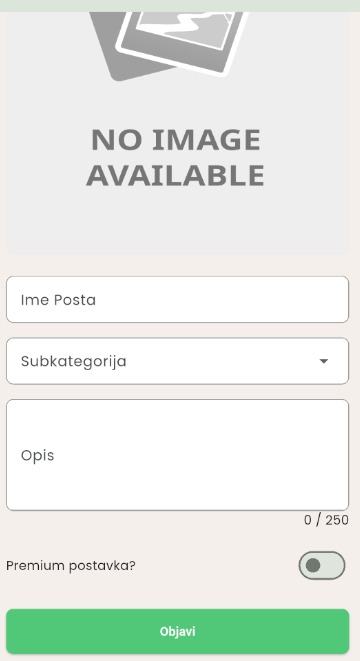 NO IMAGE
AVAILABLE
Ime Posta
Subkategorija
Opis
0 / 250
Premium postavka?
Objavi